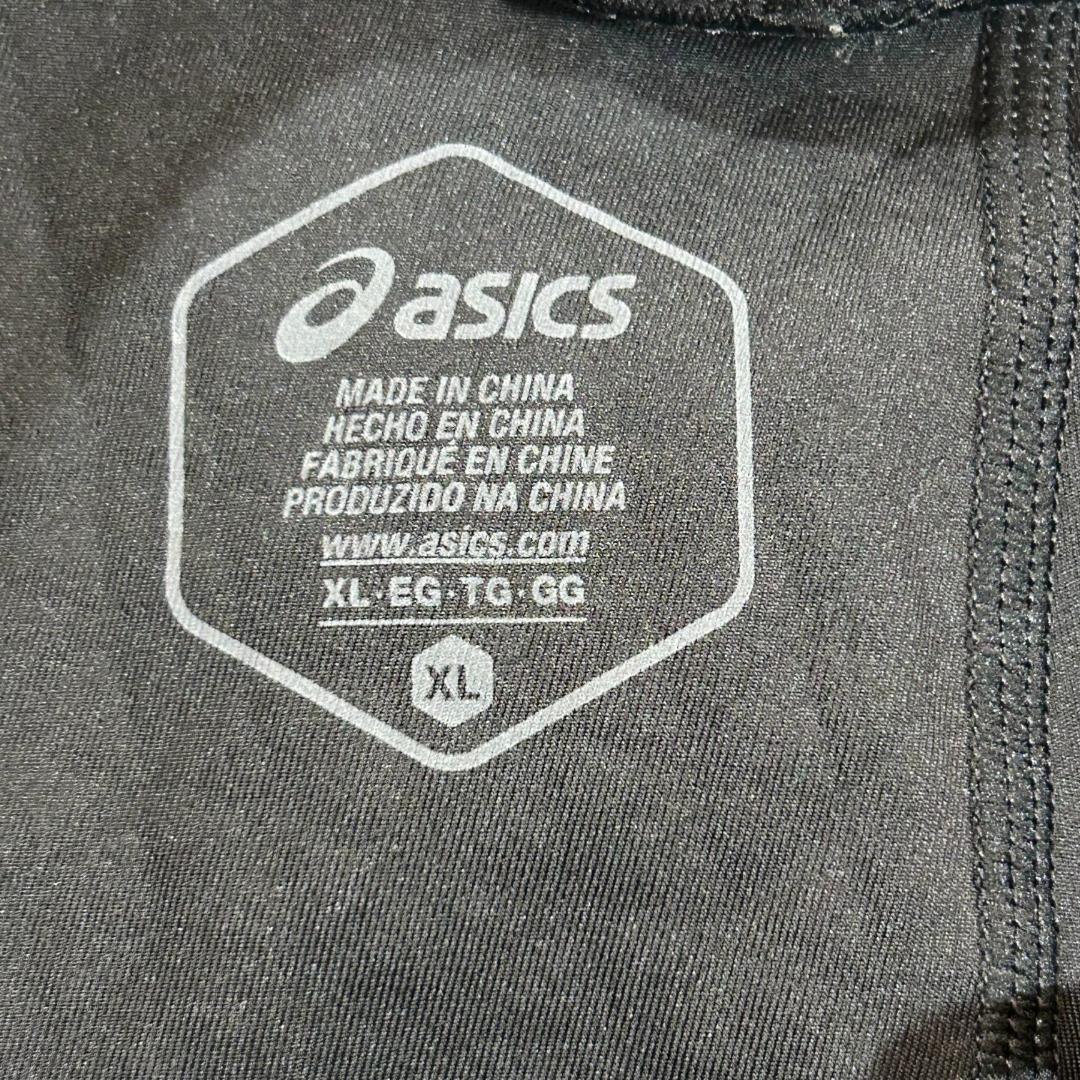 asics
MADE IN CHINA
HECHO EN CHINA
FABRIQUÉ EN CHINE
PRODUZIDO NA CHINA
www.asics.com
XL·EG·TG·GG
XL